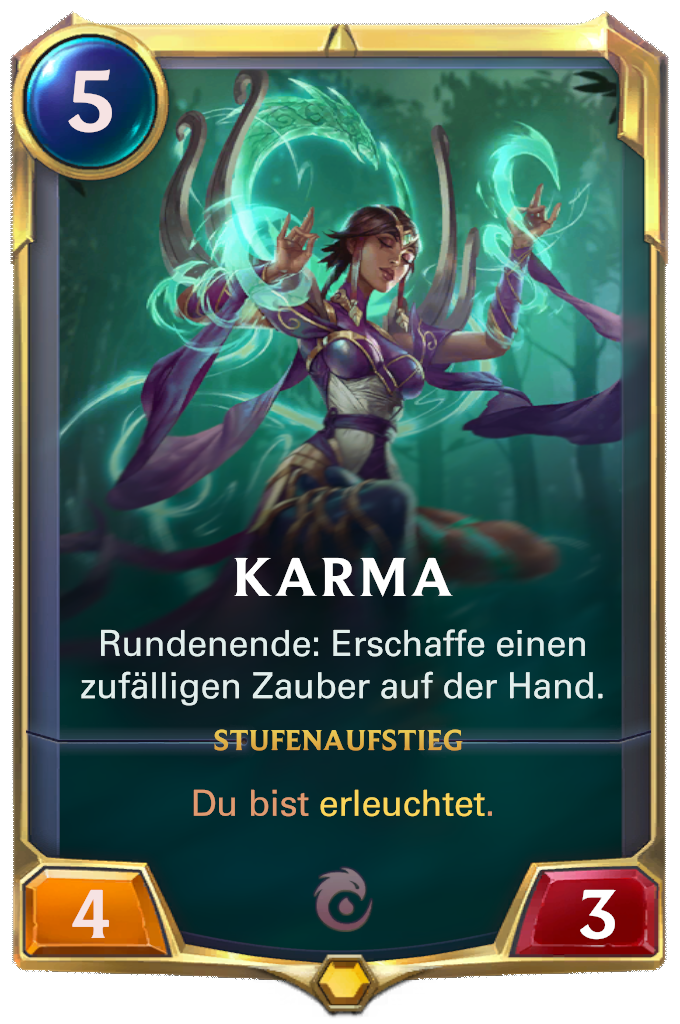 5
KARMA
Rundenende: Erschaffe einen
zufälligen Zauber auf der Hand.
STUFENAUFSTIEG
Du bist erleuchtet.
4
3